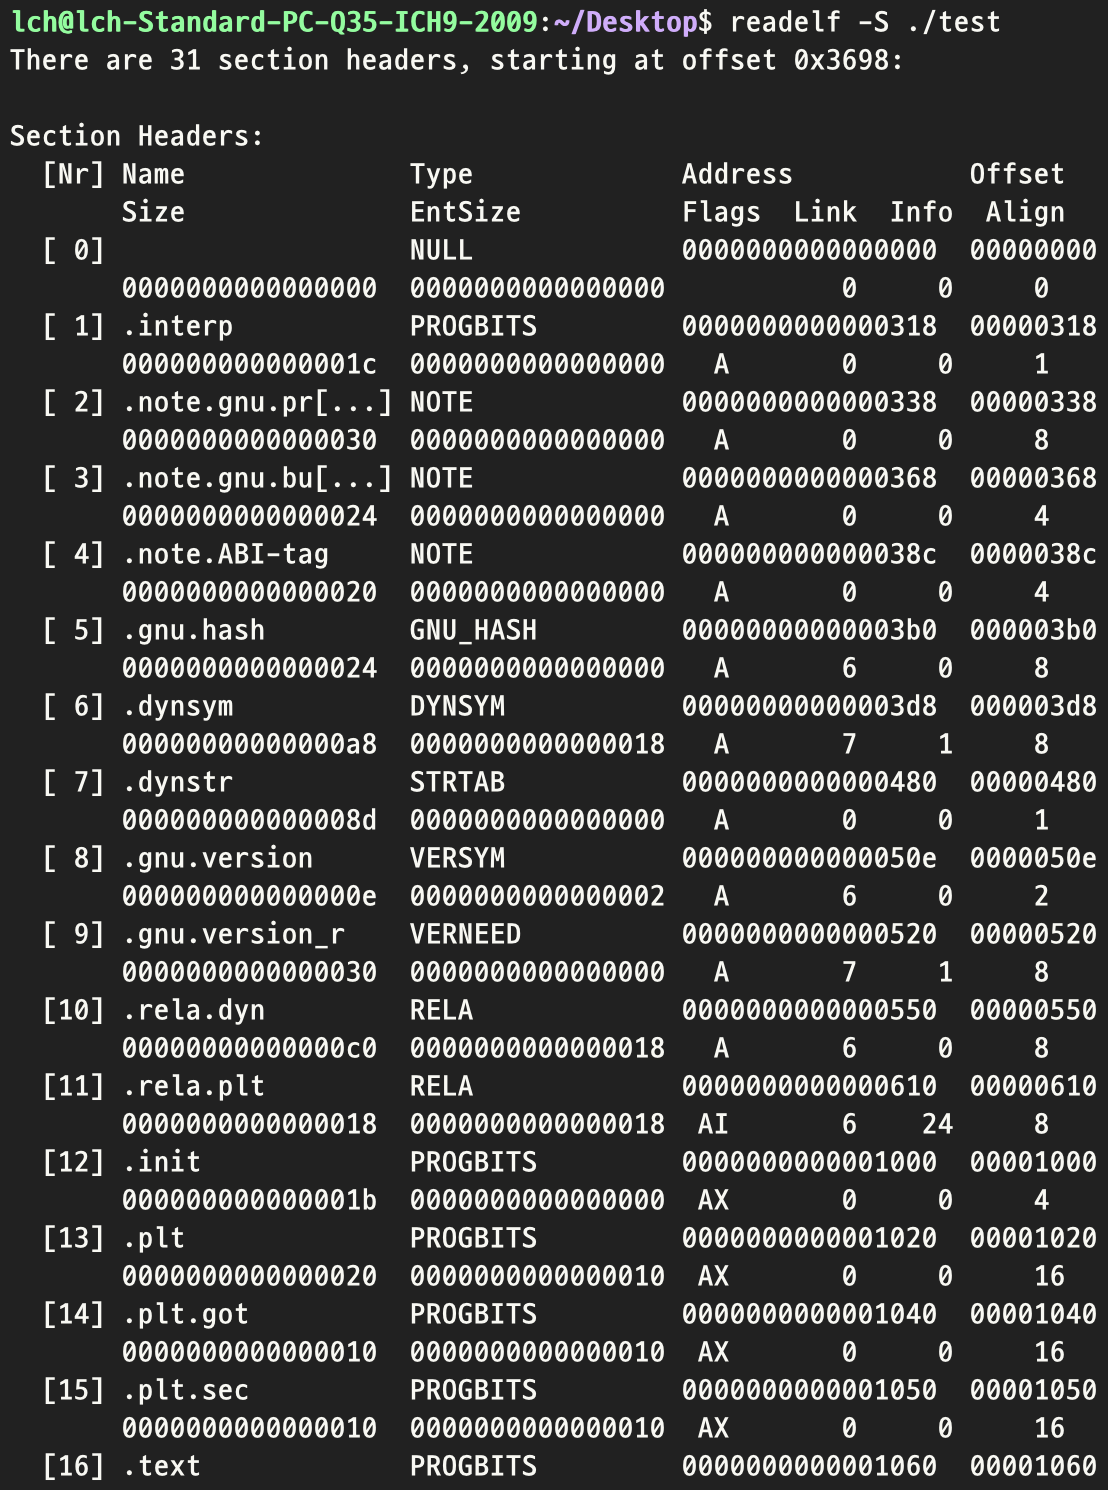 lch@lch-Standard-PC-Q35-ICH9-2009:~/Desktop$ readelf -S ./test
There are 31 section headers, starting at offset 0x3698:

Section Headers:
  [Nr] Name              Type             Address           Offset
       Size              EntSize          Flags  Link  Info  Align
  [ 0]                   NULL             0000000000000000  00000000
       0000000000000000  0000000000000000           0     0     0
  [ 1] .interp           PROGBITS         0000000000000318  00000318
       000000000000001c  0000000000000000   A       0     0     1
  [ 2] .note.gnu.pr[...] NOTE             0000000000000338  00000338
       0000000000000030  0000000000000000   A       0     0     8
  [ 3] .note.gnu.bu[...] NOTE             0000000000000368  00000368
       0000000000000024  0000000000000000   A       0     0     4
  [ 4] .note.ABI-tag     NOTE             000000000000038c  0000038c
       0000000000000020  0000000000000000   A       0     0     4
  [ 5] .gnu.hash         GNU_HASH         00000000000003b0  000003b0
       0000000000000024  0000000000000000   A       6     0     8
  [ 6] .dynsym           DYNSYM           00000000000003d8  000003d8
       00000000000000a8  0000000000000018   A       7     1     8
  [ 7] .dynstr           STRTAB           0000000000000480  00000480
       000000000000008d  0000000000000000   A       0     0     1
  [ 8] .gnu.version      VERSYM           000000000000050e  0000050e
       000000000000000e  0000000000000002   A       6     0     2
  [ 9] .gnu.version_r    VERNEED          0000000000000520  00000520
       0000000000000030  0000000000000000   A       7     1     8
  [10] .rela.dyn         RELA             0000000000000550  00000550
       00000000000000c0  0000000000000018   A       6     0     8
  [11] .rela.plt         RELA             0000000000000610  00000610
       0000000000000018  0000000000000018  AI       6    24     8
  [12] .init             PROGBITS         0000000000001000  00001000
       000000000000001b  0000000000000000  AX       0     0     4
  [13] .plt              PROGBITS         0000000000001020  00001020
       0000000000000020  0000000000000010  AX       0     0     16
  [14] .plt.got          PROGBITS         0000000000001040  00001040
       0000000000000010  0000000000000010  AX       0     0     16
  [15] .plt.sec          PROGBITS         0000000000001050  00001050
       0000000000000010  0000000000000010  AX       0     0     16
  [16] .text             PROGBITS         0000000000001060  00001060